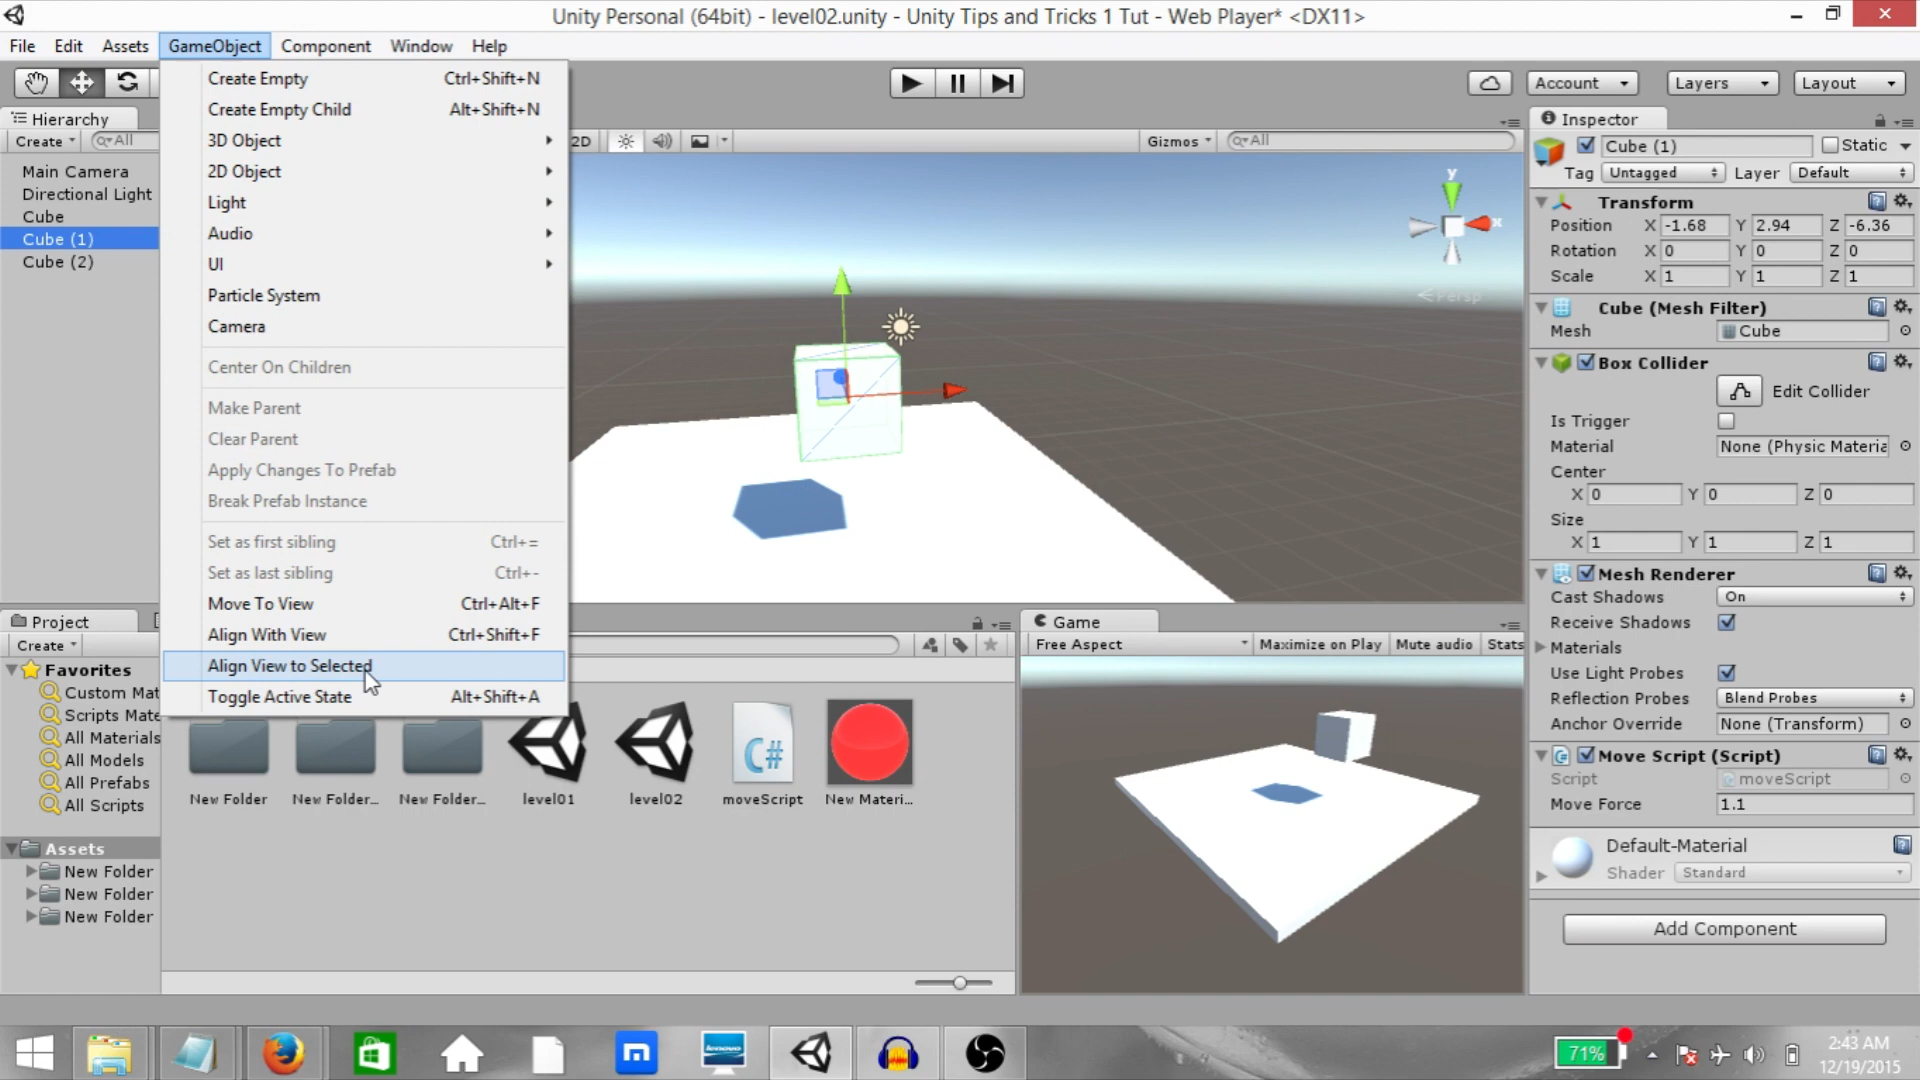 Unity Personal (64bit) - level02.unity - Unity Tips and Tricks 1 Tut - Web Player* <DX11>
File Edit Assets GameObject Component Window Help
Account Layers Layout
Hierarchy
Create All
Main Camera
Directional Light
Cube
Cube (1)
Cube (2)
Create Empty Ctrl+Shift+N
Create Empty Child Alt+Shift+N
3D Object
2D Object
Light
Audio
UI
Particle System
Camera
Center On Children
Make Parent
Clear Parent
Apply Changes To Prefab
Break Prefab Instance
Set as first sibling Ctrl+=
Set as last sibling Ctrl+-
Move To View Ctrl+Alt+F
Align With View Ctrl+Shift+F
Align View to Selected
Toggle Active State Alt+Shift+A
2D Gizmos All
y
x
Persp
Inspector
Cube (1) Static
Tag Untagged Layer Default
Transform
Position X -1.68 Y 2.94 Z -6.36
Rotation X 0 Y 0 Z 0
Scale X 1 Y 1 Z 1
Cube (Mesh Filter)
Mesh Cube
Box Collider
Edit Collider
Is Trigger
Material None (Physic Materia
Center
X 0 Y 0 Z 0
Size
X 1 Y 1 Z 1
Mesh Renderer
Cast Shadows On
Receive Shadows
Materials
Use Light Probes
Reflection Probes Blend Probes
Anchor Override None (Transform)
Move Script (Script)
Script moveScript
Move Force 1.1
Default-Material
Shader Standard
Add Component
Project
Create
Favorites
Custom Mat
Scripts Mate
All Materials
All Models
All Prefabs
All Scripts
Assets
New Folder
New Folder
New Folder
New Folder New Folder... New Folder... level01 level02 moveScript New Materi...
C#
Game
Free Aspect Maximize on Play Mute audio Stats
m
lenovo
71%
2:43 AM
12/19/2015